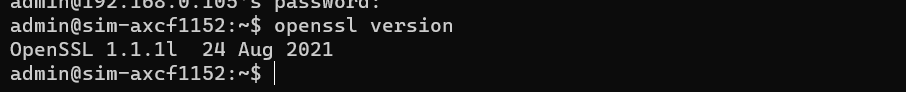 admin@192.168.0.105's password:
admin@sim-axcf1152:~$ openssl version
OpenSSL 1.1.1l  24 Aug 2021
admin@sim-axcf1152:~$